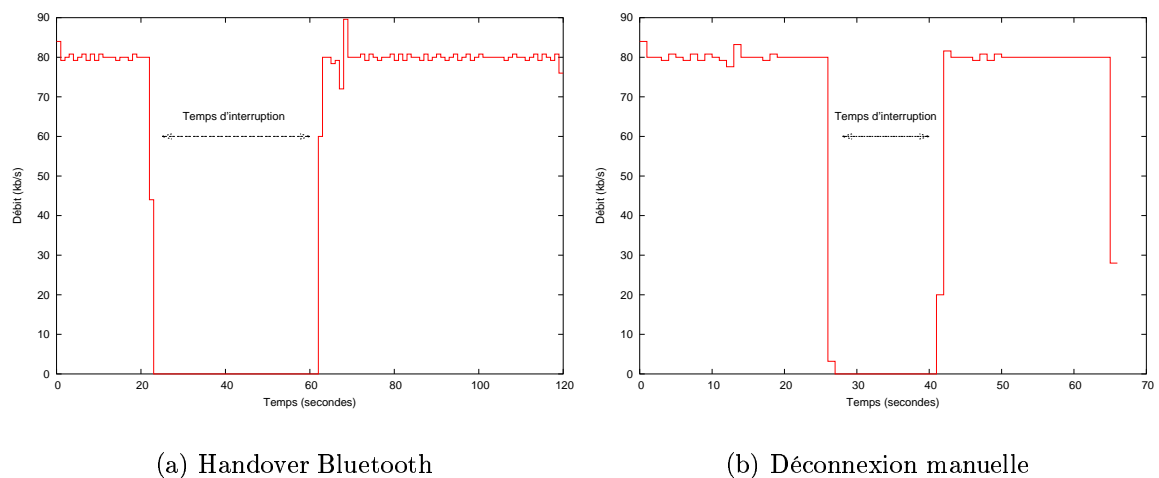 90
80
70
60
50
40
30
20
10
0
Débit (kb/s)
Temps d'interruption
0 20 40 60 80 100 120
Temps (secondes)
(a) Handover Bluetooth
90
80
70
60
50
40
30
20
10
0
Débit (kb/s)
Temps d'interruption
0 10 20 30 40 50 60 70
Temps (secondes)
(b) Déconnexion manuelle